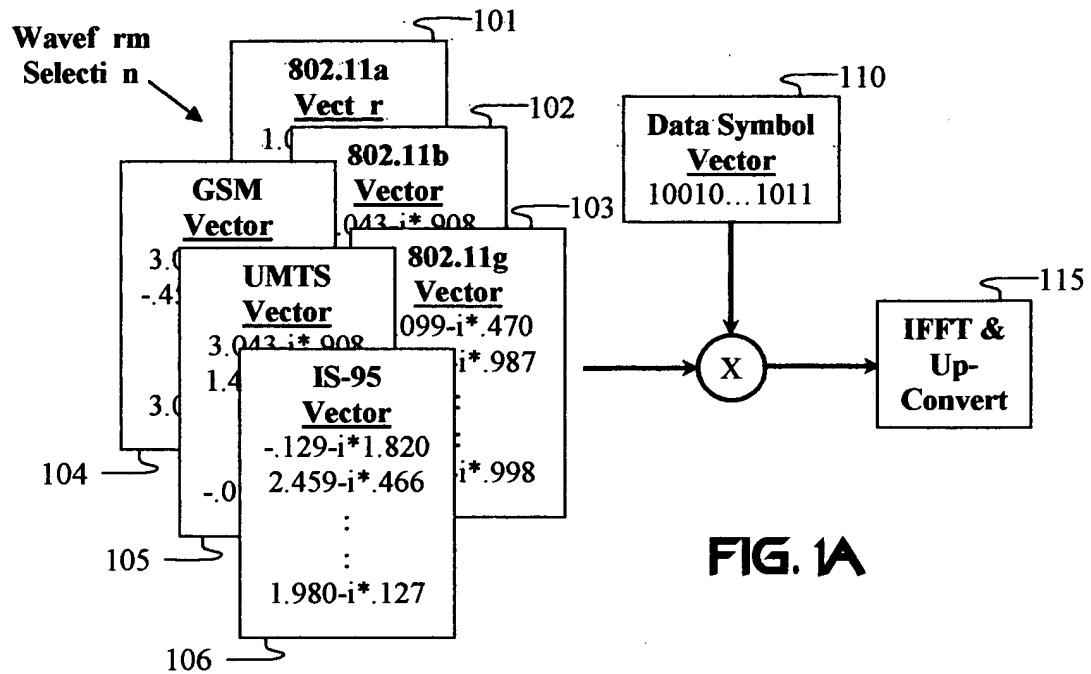 Wavef rm
Selecti n
101
802.11a
Vect r
1.0
102
802.11b
Vector
.043-i*.908
GSM
Vector
3.0
-.4
3.0
104
103
802.11g
Vector
.099-i*.470
-i*.987
:
:
-i*.998
UMTS
Vector
3.043-i*.908
1.4
-.0
105
IS-95
Vector
-.129-i*1.820
2.459-i*.466
:
:
1.980-i*.127
106
110
Data Symbol
Vector
10010...1011
X
115
IFFT &
Up-
Convert
FIG. 1A